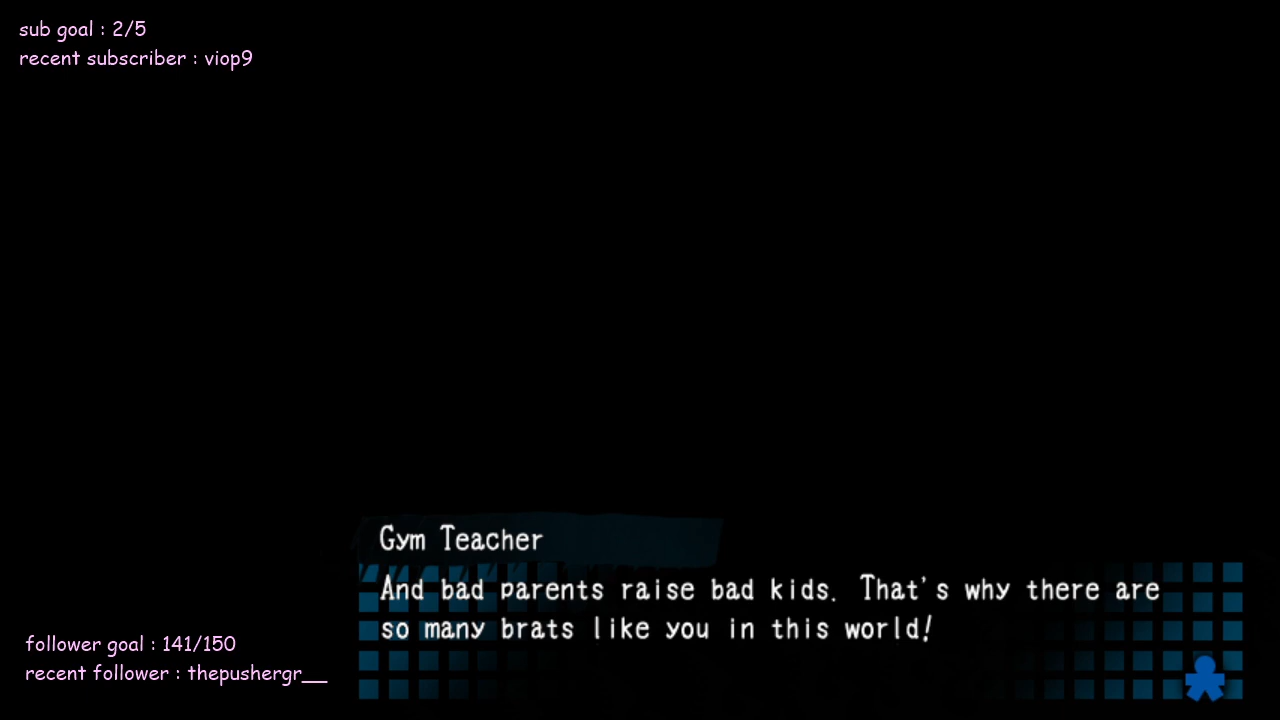 sub goal : 2/5
recent subscriber : viop9
Gym Teacher
And bad parents raise bad kids. That's why there are
so many brats like you in this world!
follower goal : 141/150
recent follower : thepushergr__